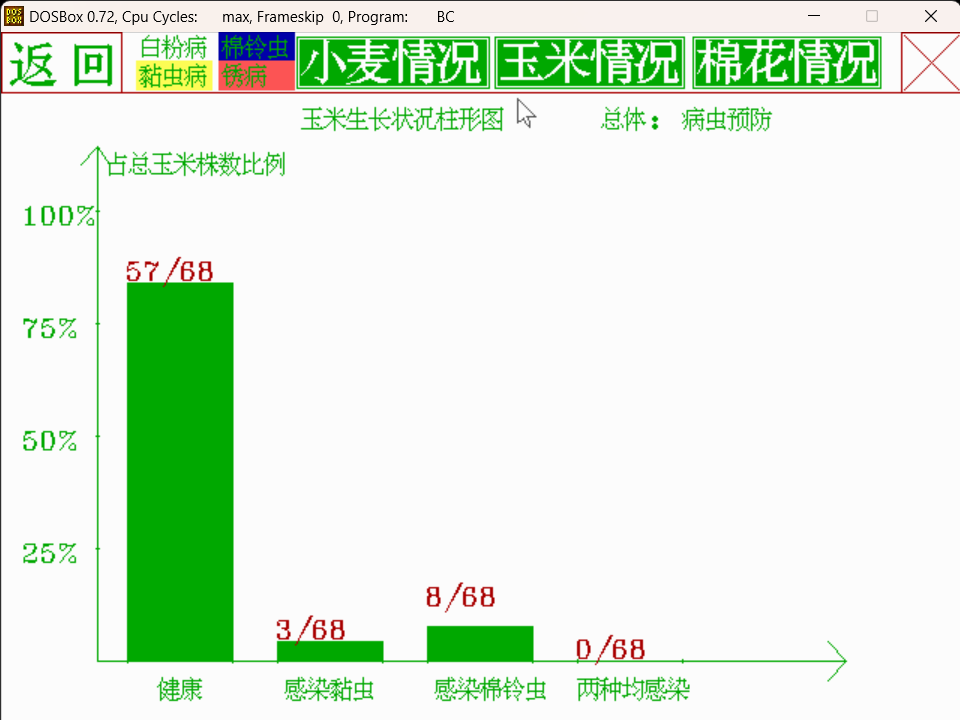 DOSBox 0.72, Cpu Cycles: max, Frameskip 0, Program: BC
返回 白粉病 棉铃虫 小麦情况 玉米情况 棉花情况
黏虫病 锈病
玉米生长状况柱形图 总体： 病虫预防
占总玉米株数比例
100%
57/68
75%
50%
25%
8/68
3/68
0/68
健康 感染黏虫 感染棉铃虫 两种均感染